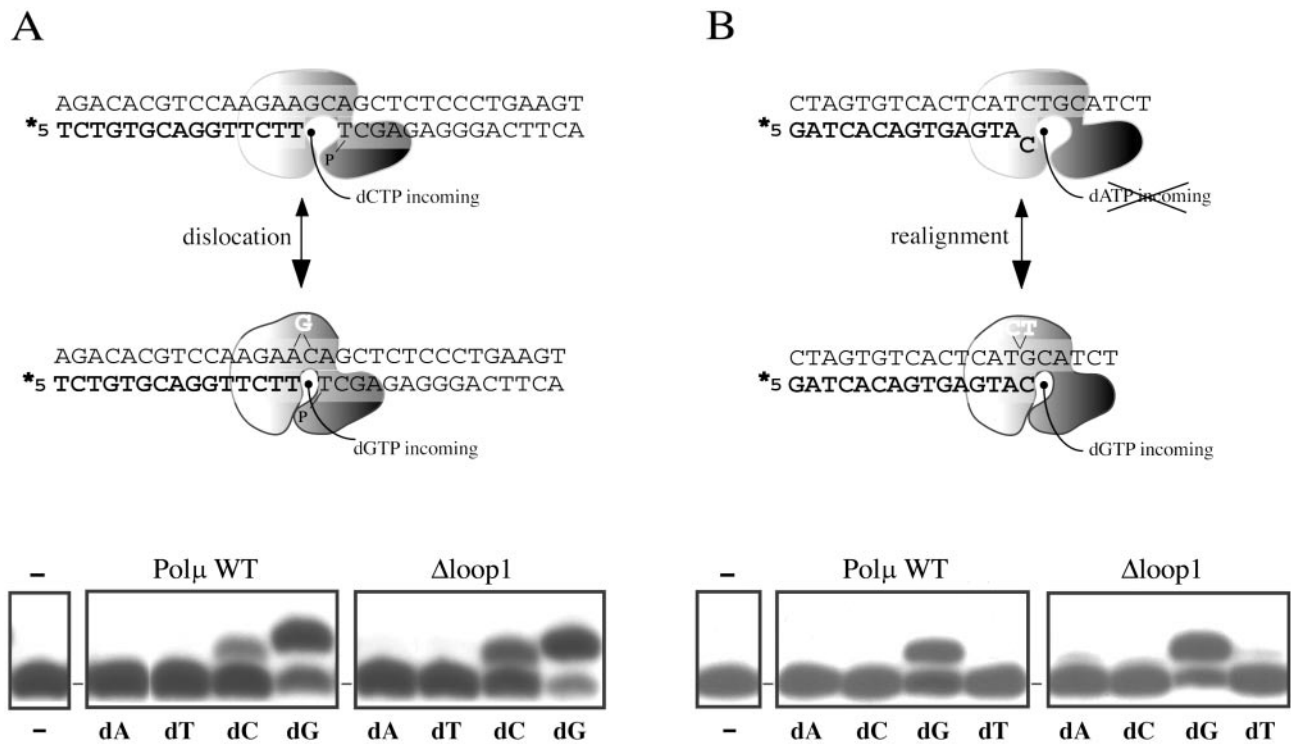 A
AGACACGTCCAAGAAGCAGCTCTCCCTGAAGT
*5 TCTGTGCAGGTTCTT TCGAGAGGGACTTCA
P
dCTP incoming
dislocation
G
AGACACGTCCAAGAACAGCTCTCCCTGAAGT
*5 TCTGTGCAGGTTCTT TCGAGAGGGACTTCA
P
dGTP incoming
– Polμ WT Δloop1
– –
– dA dT dC dG dA dT dC dG
B
CTAGTGTCACTCATCTGCATCT
*5 GATCACAGTGAGTA
C
dATP incoming
realignment
CT
CTAGTGTCACTCATGCATCT
*5 GATCACAGTGAGTAC
dGTP incoming
– Polμ WT Δloop1
– –
– dA dC dG dT dA dC dG dT